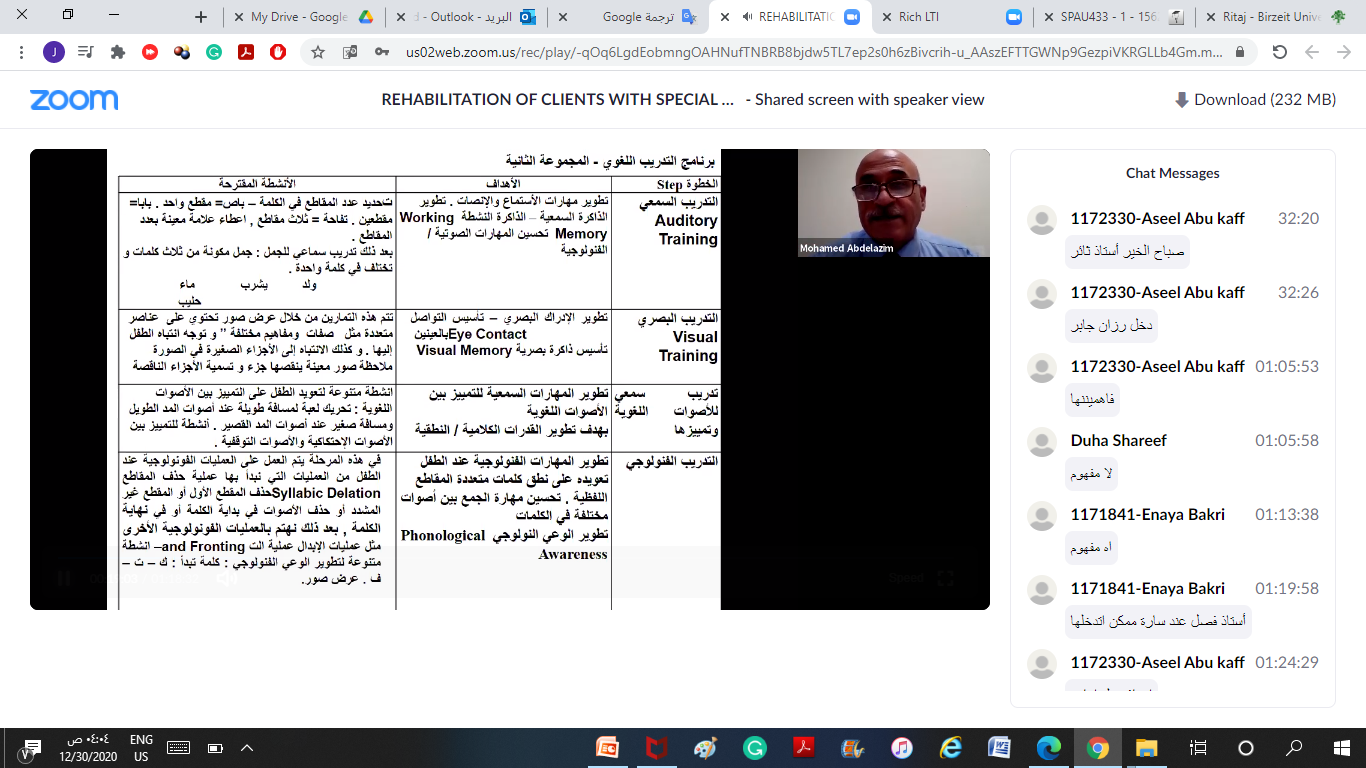 My Drive - Google
البريد - Outlook - d
ترجمة Google
REHABILITATIO
Rich LTI
SPAU433 - 1 - 156
Ritaj - Birzeit Unive
J
us02web.zoom.us/rec/play/-qOq6LgdEobmngOAHNufTNBRB8bjdw5TL7ep2s0h6zBivcrih-u_AAszEFTTGWNp9GezpiVKRGLLb4Gm.m...
zoom
REHABILITATION OF CLIENTS WITH SPECIAL ... - Shared screen with speaker view
Download (232 MB)
برنامج التدريب اللغوي - المجموعة الثانية
الخطوة Step
الأهداف
الأنشطة المقترحة
التدريب السمعي
Auditory
Training
تطوير مهارات الأستماع والإنصات . تطوير
الذاكرة السمعية – الذاكرة النشطة Working
Memory تحسين المهارات الصوتية /
الفنولوجية
تحديد عدد المقاطع في الكلمة – باص= مقطع واحد . بابا=
مقطعين . تفاحة = ثلاث مقاطع , اعطاء علامة معينة بعدد
المقاطع .
بعد ذلك تدريب سماعي للجمل : جمل مكونة من ثلاث كلمات و
تختلف في كلمة واحدة .
ولد يشرب ماء
حليب
التدريب البصري
Visual
Training
تطوير الإدراك البصري – تأسيس التواصل
بالعينين Eye Contact
تأسيس ذاكرة بصرية Visual Memory
تتم هذه التمارين من خلال عرض صور تحتوي على عناصر
متعددة مثل صفات ومفاهيم مختلفة " و توجه انتباه الطفل
إليها . و كذلك الانتباه إلى الأجزاء الصغيرة في الصورة
ملاحظة صور معينة ينقصها جزء و تسمية الأجزاء الناقصة
تدريب سمعي
للأصوات اللغوية
وتمييزها
تطوير المهارات السمعية للتمييز بين
الأصوات اللغوية
بهدف تطوير القدرات الكلامية / النطقية
انشطة متنوعة لتعويد الطفل على التمييز بين الأصوات
اللغوية : تحريك لعبة لمسافة طويلة عند أصوات المد الطويل
ومسافة صغير عند أصوات المد القصير . أنشطة للتمييز بين
الأصوات الإحتكاكية والأصوات التوقفية .
التدريب الفنولوجي
تطوير المهارات الفنولوجية عند الطفل
تعويده على نطق كلمات متعددة المقاطع
اللفظية . تحسين مهارة الجمع بين أصوات
مختلفة في الكلمات
تطوير الوعي النولوجي Phonological
Awareness
في هذه المرحلة يتم العمل على العمليات الفونولوجية عند
الطفل من العمليات التي نبدأ بها عملية حذف المقاطع
Syllabic Delationحذف المقطع الأول أو المقطع غير
المشدد أو حذف الأصوات في بداية الكلمة أو في نهاية
الكلمة , بعد ذلك نهتم بالعمليات الفونولوجية الأخرى
مثل عمليات الإبدال عملية الت and Fronting– انشطة
متنوعة لتطوير الوعي الفنولوجي : كلمة تبدأ : ك – ت –
ف . عرض صور.
Mohamed Abdelazim
Speed
Chat Messages
1172330-Aseel Abu kaff 32:20
صباح الخير أستاذ ثائر
1172330-Aseel Abu kaff 32:26
دخل رزان جابر
1172330-Aseel Abu kaff 01:05:53
فاهميننها
Duha Shareef 01:05:58
لا مفهوم
1171841-Enaya Bakri 01:13:38
اه مفهوم
1171841-Enaya Bakri 01:19:58
أستاذ فصل عند سارة ممكن اتدخلها
1172330-Aseel Abu kaff 01:24:29
٠٤:٠٤ ص
12/30/2020
ENG
US